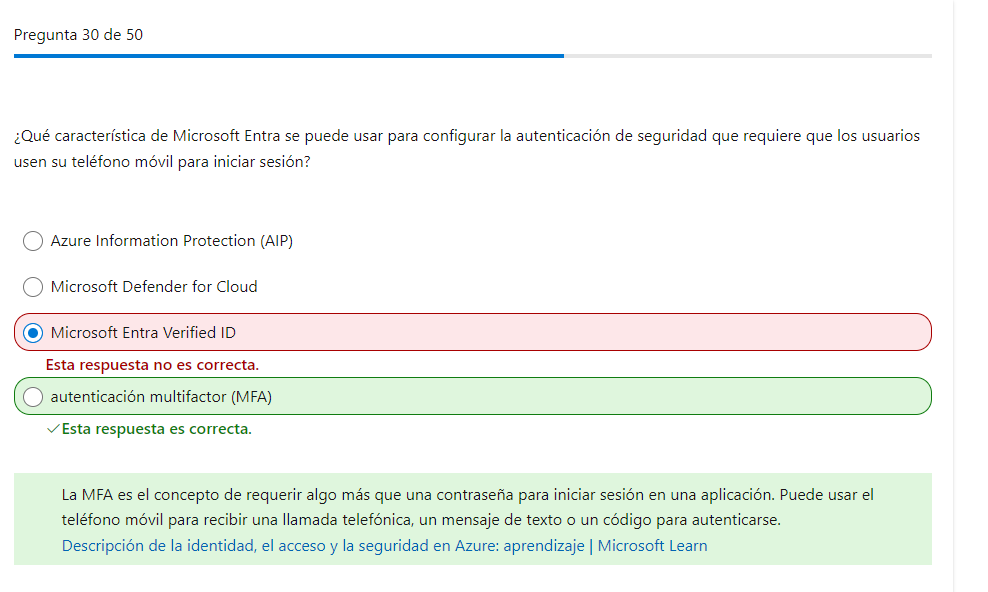 Pregunta 30 de 50
¿Qué característica de Microsoft Entra se puede usar para configurar la autenticación de seguridad que requiere que los usuarios
usen su teléfono móvil para iniciar sesión?
Azure Information Protection (AIP)
Microsoft Defender for Cloud
Microsoft Entra Verified ID
Esta respuesta no es correcta.
autenticación multifactor (MFA)
Esta respuesta es correcta.
La MFA es el concepto de requerir algo más que una contraseña para iniciar sesión en una aplicación. Puede usar el
teléfono móvil para recibir una llamada telefónica, un mensaje de texto o un código para autenticarse.
Descripción de la identidad, el acceso y la seguridad en Azure: aprendizaje | Microsoft Learn